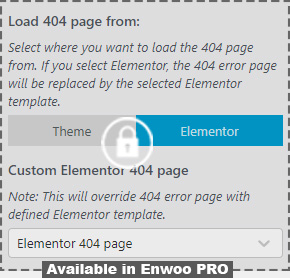 Load 404 page from:
Select where you want to load the 404 page
from. If you select Elementor, the 404 error page
will be replaced by the selected Elementor
template.
Theme Elementor
Custom Elementor 404 page
Note: This will override 404 error page with
defined Elementor template.
Elementor 404 page
Available in Enwoo PRO